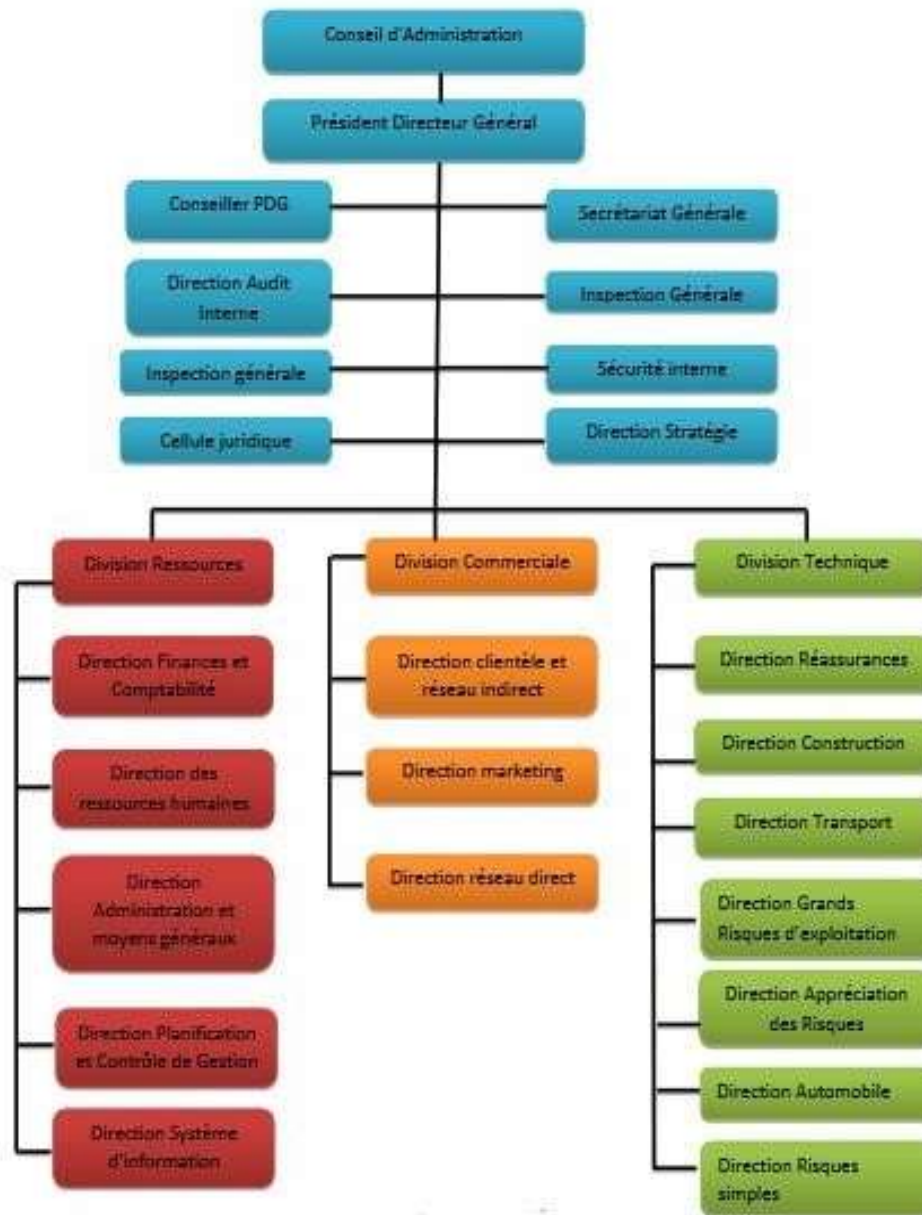 Conseil d'Administration
Président Directeur Général
Conseiller PDG
Secrétariat Générale
Direction Audit
Interne
Inspection Générale
Inspection générale
Sécurité interne
Cellule juridique
Direction Stratégie
Division Ressources
Direction Finances et
Comptabilité
Direction des
ressources humaines
Direction
Administration et
moyens généraux
Direction Planification
et Contrôle de Gestion
Direction Système
d'information
Division Commerciale
Direction clientèle et
réseau indirect
Direction marketing
Direction réseau direct
Division Technique
Direction Réassurances
Direction Construction
Direction Transport
Direction Grands
Risques d'exploitation
Direction Appréciation
des Risques
Direction Automobile
Direction Risques
simples